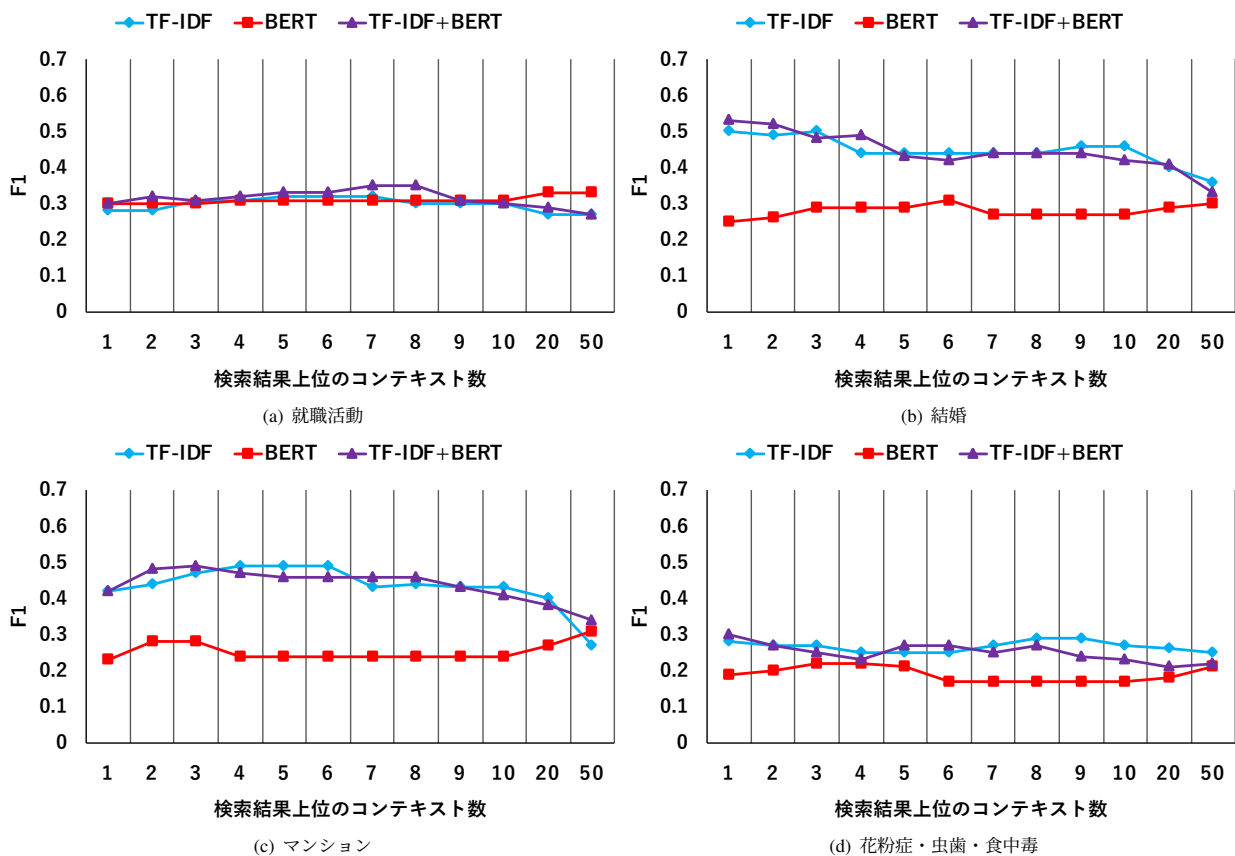 TF-IDF BERT TF-IDF+BERT
0.7
0.6
0.5
0.4
0.3
0.2
0.1
0
F1
1 2 3 4 5 6 7 8 9 10 20 50
検索結果上位のコンテキスト数
(a) 就職活動
TF-IDF BERT TF-IDF+BERT
0.7
0.6
0.5
0.4
0.3
0.2
0.1
0
F1
1 2 3 4 5 6 7 8 9 10 20 50
検索結果上位のコンテキスト数
(b) 結婚
TF-IDF BERT TF-IDF+BERT
0.7
0.6
0.5
0.4
0.3
0.2
0.1
0
F1
1 2 3 4 5 6 7 8 9 10 20 50
検索結果上位のコンテキスト数
(c) マンション
TF-IDF BERT TF-IDF+BERT
0.7
0.6
0.5
0.4
0.3
0.2
0.1
0
F1
1 2 3 4 5 6 7 8 9 10 20 50
検索結果上位のコンテキスト数
(d) 花粉症・虫歯・食中毒